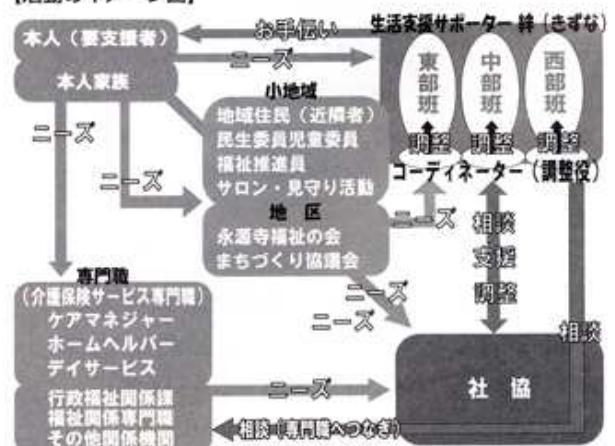 本人（要支援者）
本人家族
お手伝い
ニーズ
生活支援サポーター 絆（きずな）
東部班
中部班
西部班
調整
調整
調整
コーディネーター（調整役）
小地域
地域住民（近隣者）
民生委員児童委員
福祉推進員
サロン・見守り活動
地 区
永源寺福祉の会
まちづくり協議会
ニーズ
ニーズ
ニーズ
相談
支援
調整
ニーズ
ニーズ
相談
専門職
（介護保険サービス専門職）
ケアマネジャー
ホームヘルパー
デイサービス
行政福祉関係課
福祉関係専門職
その他関係機関
ニーズ
相談（専門職へつなぎ）
社 協